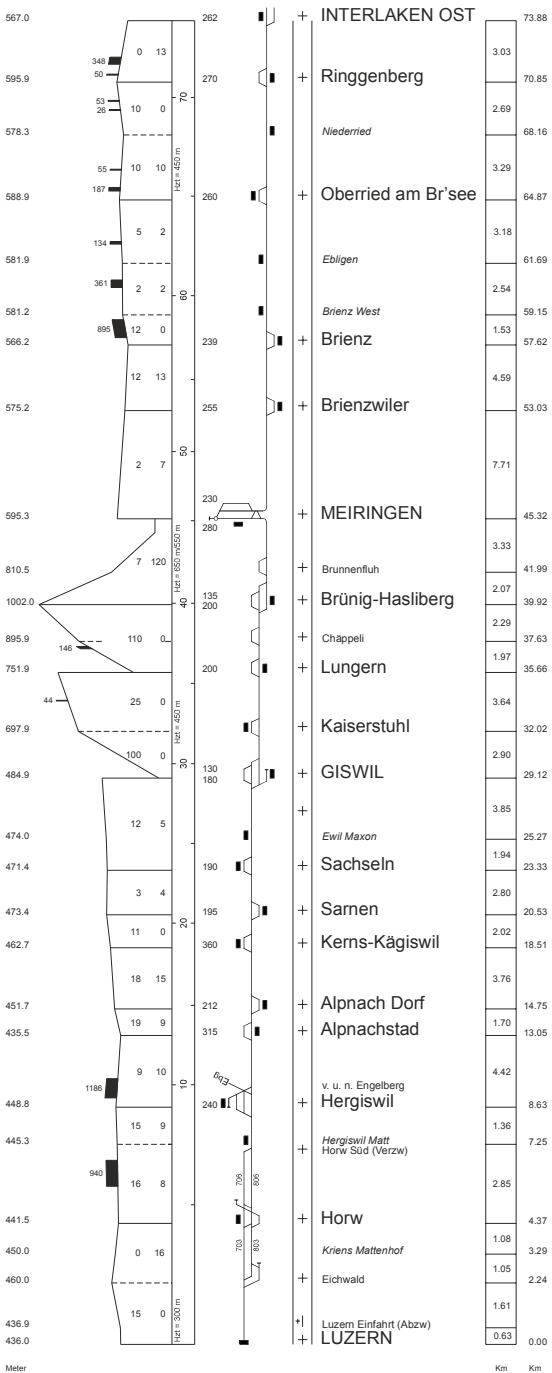 567.0 262 INTERLAKEN OST 73.88
0 13 3.03
348
50
595.9 270 Ringgenberg 70.85
70
53
26
10 0 2.69
578.3 Niederried 68.16
Hzt = 450 m
55
10 10 3.29
187
588.9 260 Oberried am Br'see 64.87
5 2 3.18
134
581.9 Ebligen 61.69
361
2 2 2.54
60
581.2 Brienz West 59.15
895
12 0 1.53
566.2 239 Brienz 57.62
12 13 4.59
575.2 255 Brienzwiler 53.03
50
2 7 7.71
230
595.3 MEIRINGEN 45.32
280
Hzt = 650 m/550 m
7 120 3.33
810.5 Brunnenfluh 41.99
2.07
135
1002.0 40 200 Brünig-Hasliberg 39.92
110 0 2.29
895.9 Chäppeli 37.63
146
1.97
751.9 200 Lungern 35.66
44
25 0 3.64
Hzt = 450 m
697.9 Kaiserstuhl 32.02
100 0 2.90
30
130
484.9 180 GISWIL 29.12
12 5 3.85
474.0 Ewil Maxon 25.27
1.94
471.4 190 Sachseln 23.33
3 4 2.80
473.4 195 Sarnen 20.53
20
11 0 2.02
462.7 360 Kerns-Kägiswil 18.51
18 15 3.76
451.7 212 Alpnach Dorf 14.75
19 9 1.70
435.5 315 Alpnachstad 13.05
9 10 4.42
10
Ebg
1186
v. u. n. Engelberg
448.8 240 Hergiswil 8.63
15 9 1.36
445.3 Hergiswil Matt 7.25
Horw Süd (Verzw)
940
16 8 2.85
706 806
441.5 Horw 4.37
703 803
1.08
450.0 0 16 Kriens Mattenhof 3.29
1.05
460.0 Eichwald 2.24
15 0 1.61
Hzt = 300 m
436.9 Luzern Einfahrt (Abzw)
0.63
436.0 LUZERN 0.00
Meter Km Km